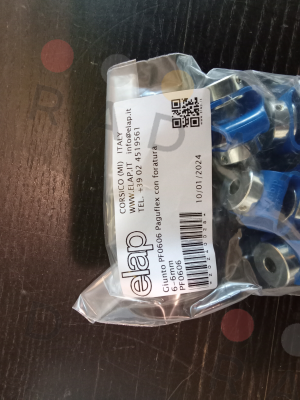 elap
CORSICO (MI)   ITALY
WWW.ELAP.IT   info@elap.it
TEL. +39 02 4519561
Giunto PF0606 Paguflex con foratura
6-6mm
PF0606
10/01/2024